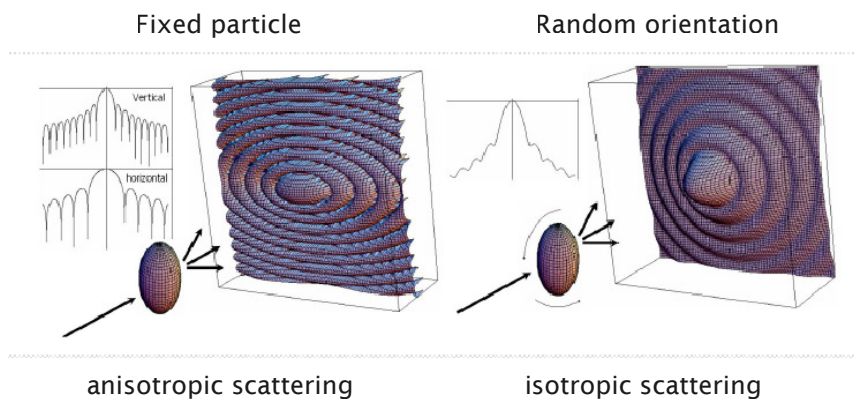 Fixed particle
Random orientation
Vertical
horizontal
anisotropic scattering
isotropic scattering